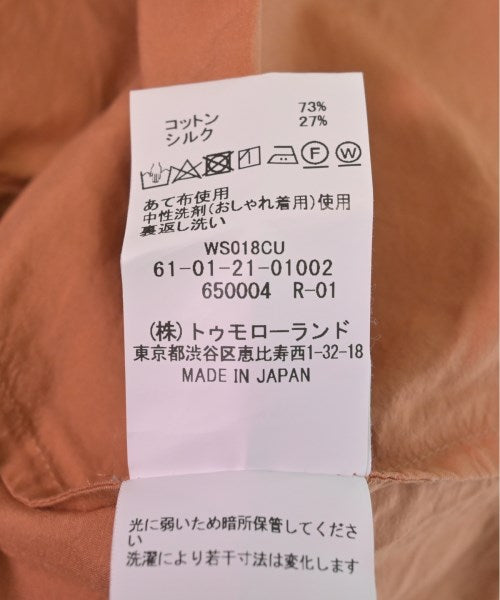 コットン 73%
シルク 27%
F W
あて布使用
中性洗剤(おしゃれ着用)使用
裏返し洗い
WS018CU
61-01-21-01002
650004 R-01
(株)トゥモローランド
東京都渋谷区恵比寿西1-32-18
MADE IN JAPAN
光に弱いため暗所保管してくださ
い
洗濯により若干寸法は変化します